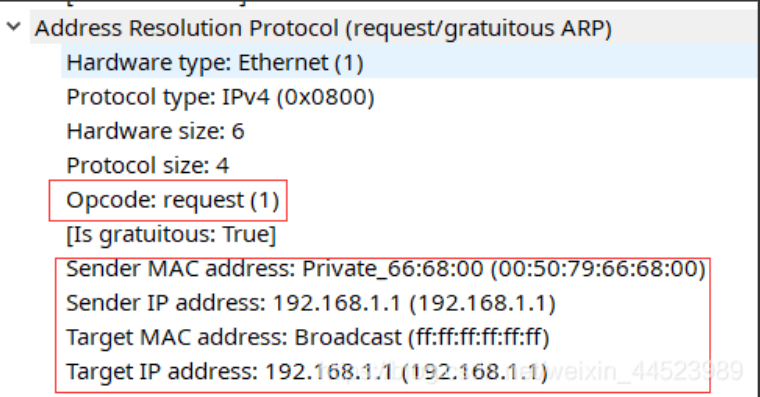 Address Resolution Protocol (request/gratuitous ARP)
Hardware type: Ethernet (1)
Protocol type: IPv4 (0x0800)
Hardware size: 6
Protocol size: 4
Opcode: request (1)
[Is gratuitous: True]
Sender MAC address: Private_66:68:00 (00:50:79:66:68:00)
Sender IP address: 192.168.1.1 (192.168.1.1)
Target MAC address: Broadcast (ff:ff:ff:ff:ff:ff)
Target IP address: 192.168.1.1 (192.168.1.1)
weixin_44523989